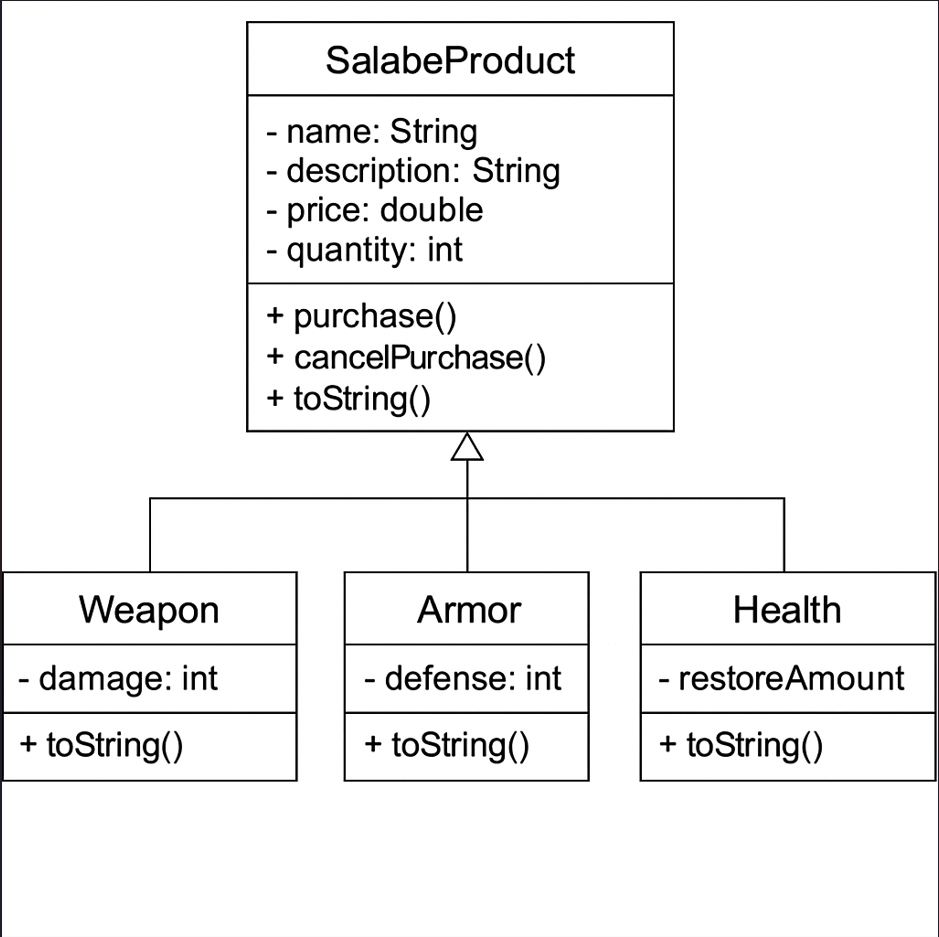 SalabeProduct
- name: String
- description: String
- price: double
- quantity: int
+ purchase()
+ cancelPurchase()
+ toString()
Weapon
- damage: int
+ toString()
Armor
- defense: int
+ toString()
Health
- restoreAmount
+ toString()